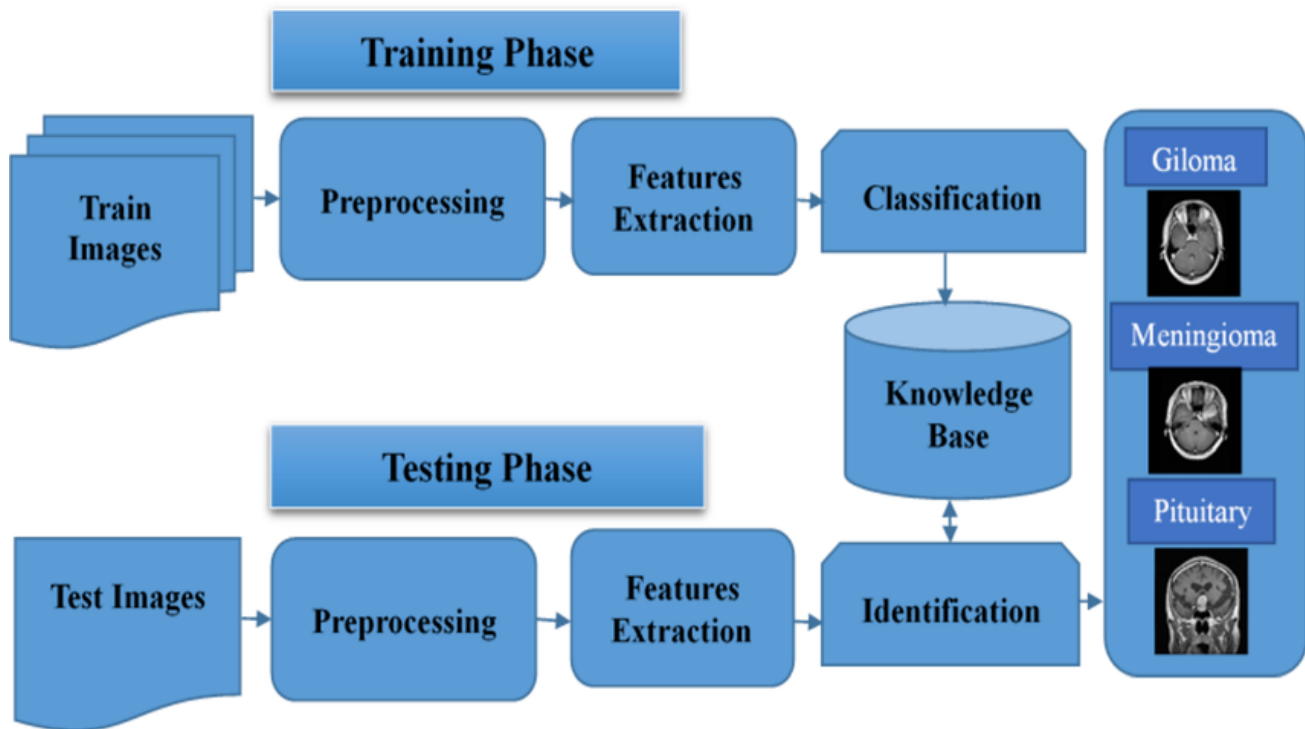 Training Phase
Train
Images
Preprocessing
Features
Extraction
Classification
Knowledge
Base
Testing Phase
Test Images
Preprocessing
Features
Extraction
Identification
Giloma
Meningioma
Pituitary